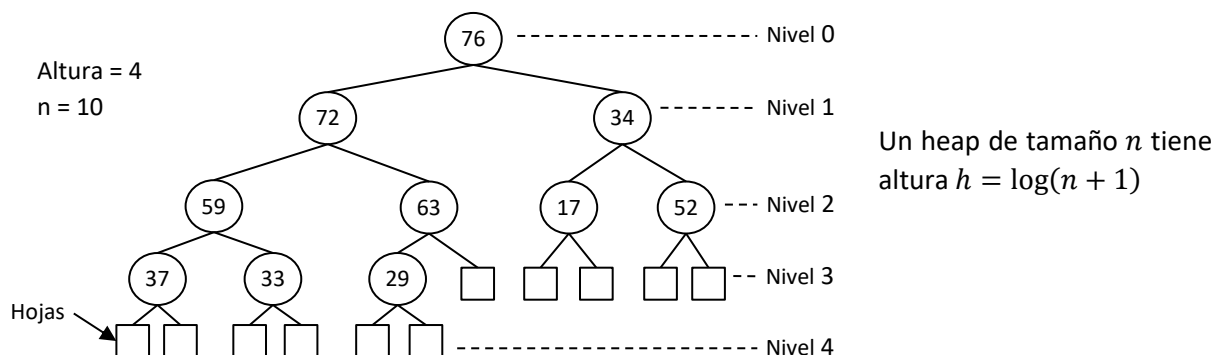 76
Nivel 0
Altura = 4
n = 10
72
34
Nivel 1
Un heap de tamaño n tiene
altura h = log(n + 1)
59
63
17
52
Nivel 2
37
33
29
Nivel 3
Hojas
Nivel 4